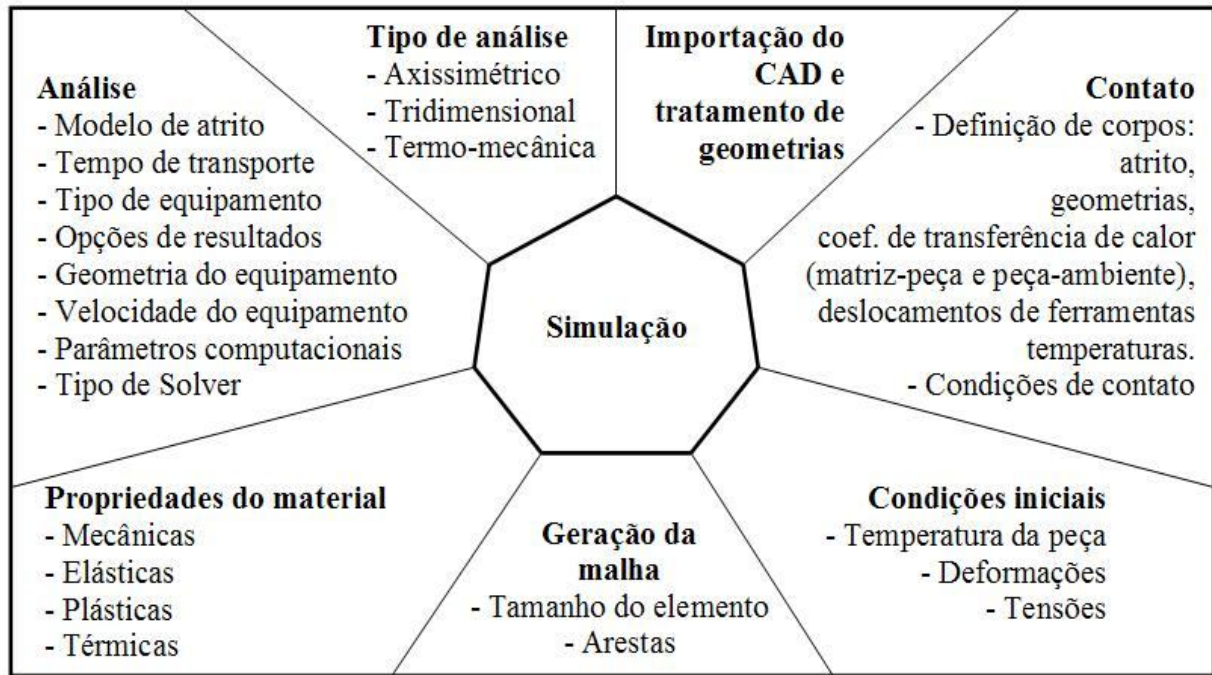 Análise
- Modelo de atrito
- Tempo de transporte
- Tipo de equipamento
- Opções de resultados
- Geometria do equipamento
- Velocidade do equipamento
- Parâmetros computacionais
- Tipo de Solver
Tipo de análise
- Axissimétrico
- Tridimensional
- Termo-mecânica
Importação do
CAD e
tratamento de
geometrias
Contato
- Definição de corpos:
atrito,
geometrias,
coef. de transferência de calor
(matriz-peça e peça-ambiente),
deslocamentos de ferramentas
temperaturas.
- Condições de contato
Simulação
Propriedades do material
- Mecânicas
- Elásticas
- Plásticas
- Térmicas
Geração da
malha
- Tamanho do elemento
- Arestas
Condições iniciais
- Temperatura da peça
- Deformações
- Tensões